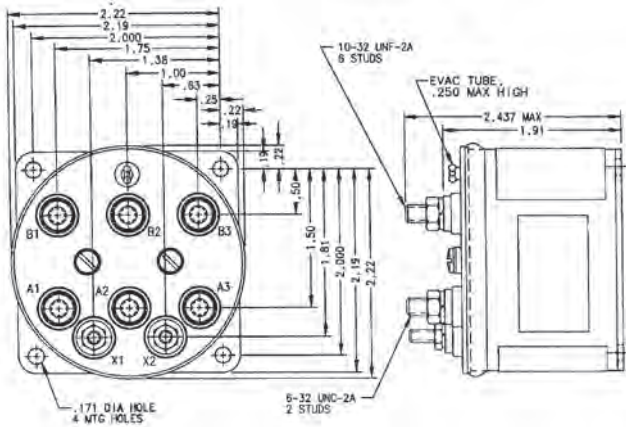 2.22
2.19
2.000
1.75
1.38
1.00
.63
.25
.22
.19
.19
.22
.50
1.50
1.81
2.000
2.19
2.22
B1
B2
B3
A1
A2
A3
X1
X2
.171 DIA HOLE
4 MTG HOLES
10-32 UNF-2A
6 STUDS
EVAC TUBE.
.250 MAX HIGH
2.437 MAX
1.91
6-32 UNC-2A
2 STUDS